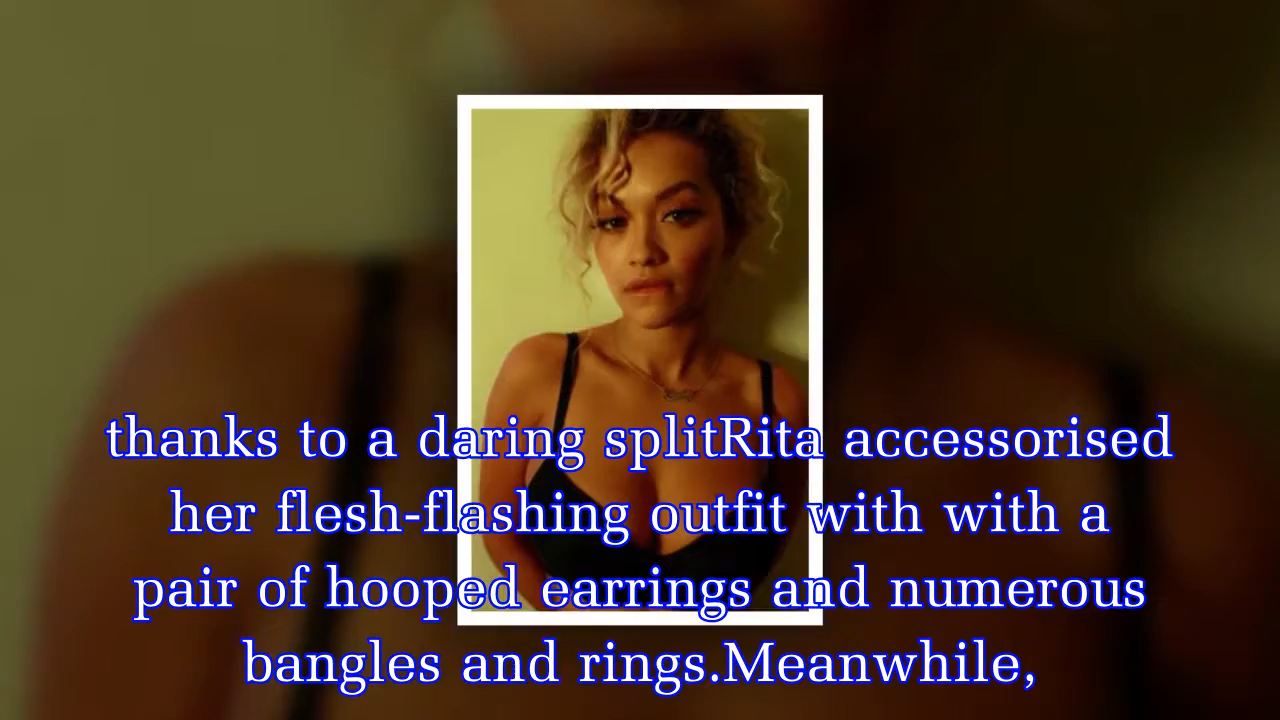 thanks to a daring splitRita accessorised
her flesh-flashing outfit with with a
pair of hooped earrings and numerous
bangles and rings.Meanwhile,